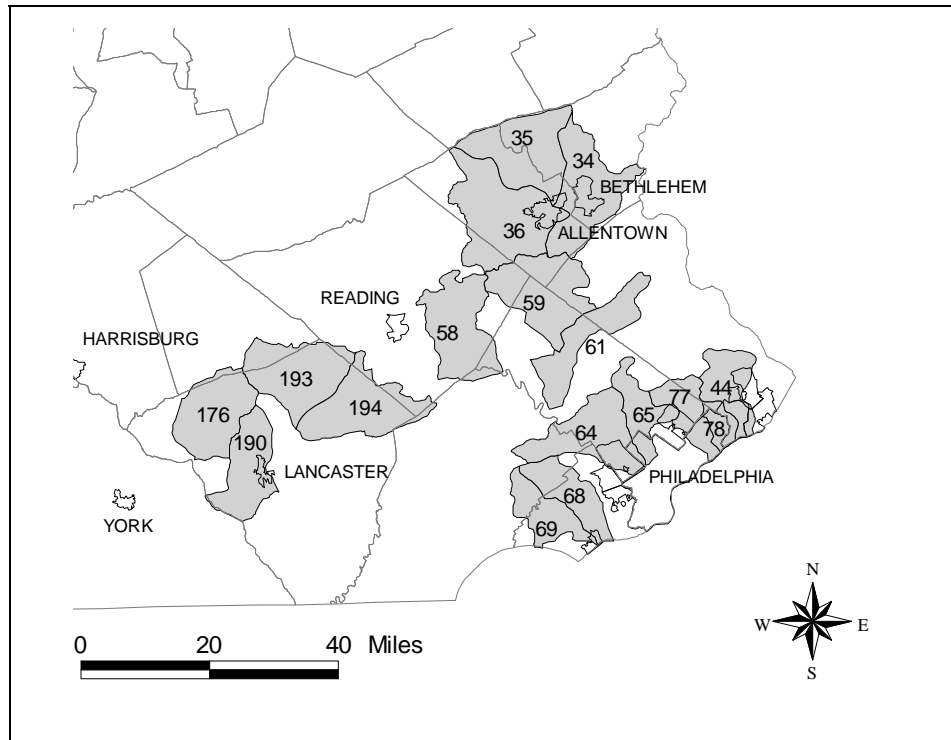 35
34
BETHLEHEM
36
ALLENTOWN
READING
59
58
HARRISBURG
61
193
77
44
194
176
65
78
64
190
LANCASTER
PHILADELPHIA
68
YORK
69
N
W
E
S
0 20 40 Miles